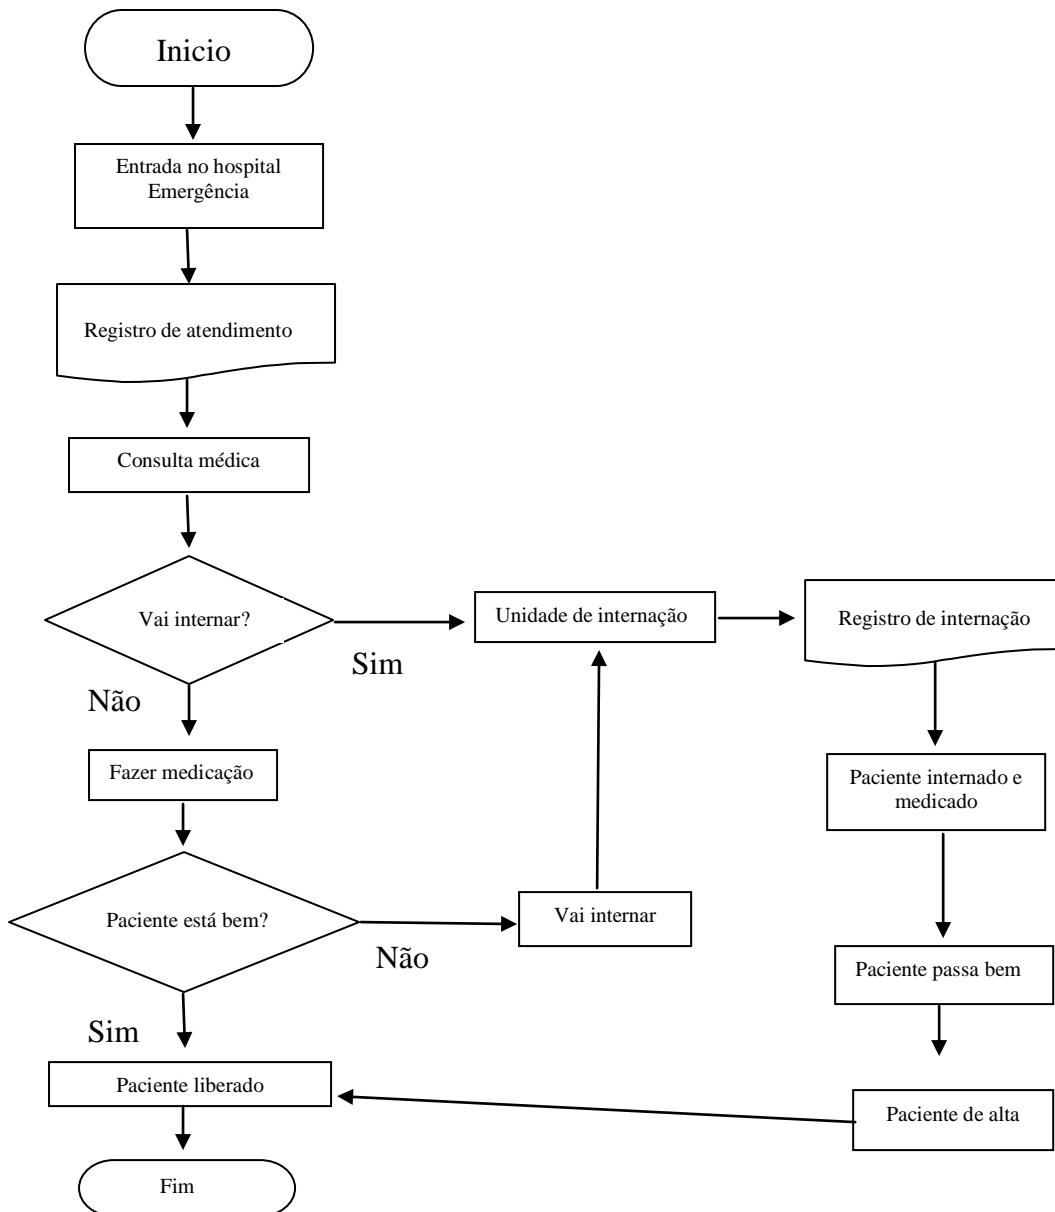 Inicio
Entrada no hospital
Emergência
Registro de atendimento
Consulta médica
Vai internar?
Sim
Unidade de internação
Registro de internação
Não
Fazer medicação
Paciente internado e
medicado
Paciente está bem?
Não
Vai internar
Paciente passa bem
Sim
Paciente liberado
Paciente de alta
Fim